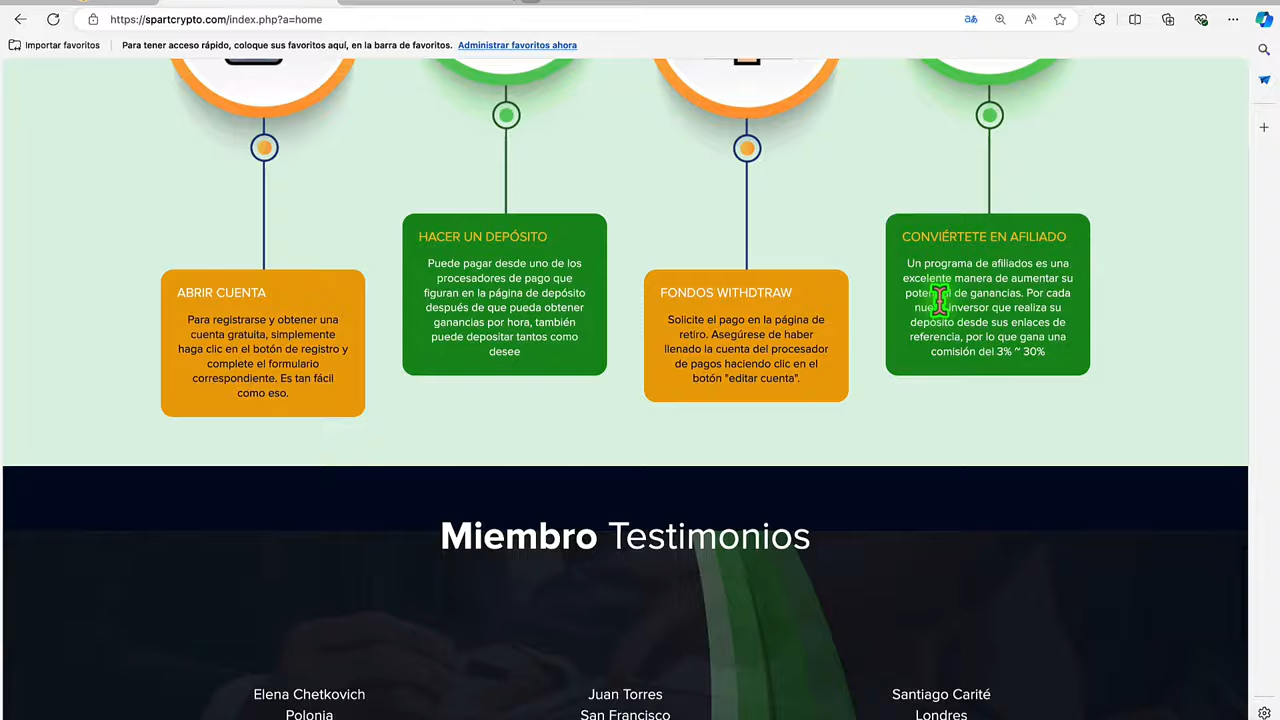 https://spartcrypto.com/index.php?a=home
Importar favoritos
Para tener acceso rápido, coloque sus favoritos aquí, en la barra de favoritos. Administrar favoritos ahora
ABRIR CUENTA
Para registrarse y obtener una
cuenta gratuita, simplemente
haga clic en el botón de registro y
complete el formulario
correspondiente. Es tan fácil
como eso.
HACER UN DEPÓSITO
Puede pagar desde uno de los
procesadores de pago que
figuran en la página de depósito
después de que pueda obtener
ganancias por hora, también
puede depositar tantos como
desee
FONDOS WITHDTRAW
Solicite el pago en la página de
retiro. Asegúrese de haber
llenado la cuenta del procesador
de pagos haciendo clic en el
botón "editar cuenta".
CONVIÉRTETE EN AFILIADO
Un programa de afiliados es una
excelente manera de aumentar su
de ganancias. Por cada
inversor que realiza su
depósito desde sus enlaces de
referencia, por lo que gana una
comisión del 3% ~ 30%
Miembro Testimonios
Elena Chetkovich
Polonia
Juan Torres
San Francisco
Santiago Carité
Londres